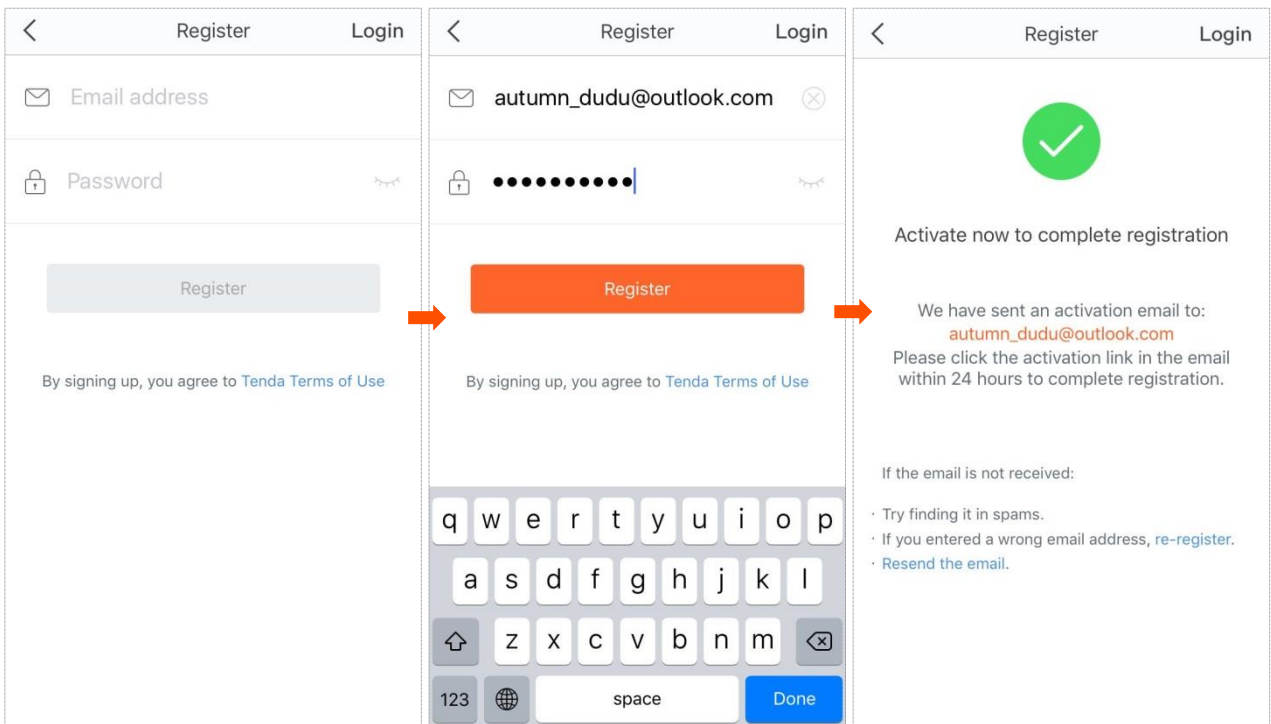 Register
Login
Email address
Password
Register
By signing up, you agree to Tenda Terms of Use
Register
Login
autumn_dudu@outlook.com
••••••••••
Register
By signing up, you agree to Tenda Terms of Use
q w e r t y u i o p
a s d f g h j k l
z x c v b n m
123 space Done
Register
Login
Activate now to complete registration
We have sent an activation email to:
autumn_dudu@outlook.com
Please click the activation link in the email
within 24 hours to complete registration.
If the email is not received:
· Try finding it in spams.
· If you entered a wrong email address, re-register.
· Resend the email.